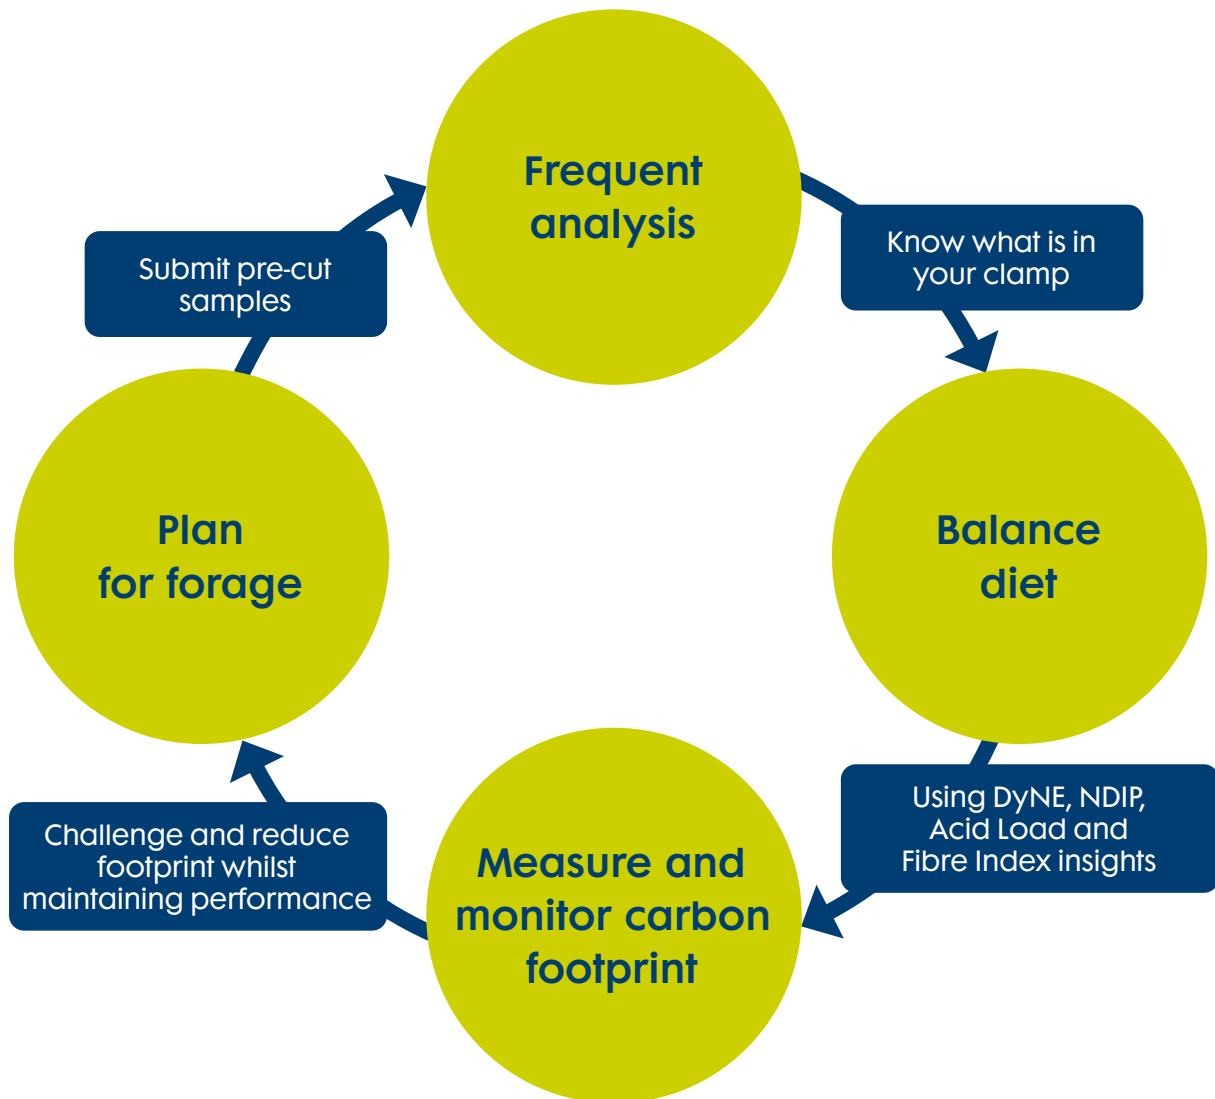 Frequent
analysis
Know what is in
your clamp
Balance
diet
Using DyNE, NDIP,
Acid Load and
Fibre Index insights
Measure and
monitor carbon
footprint
Challenge and reduce
footprint whilst
maintaining performance
Plan
for forage
Submit pre-cut
samples